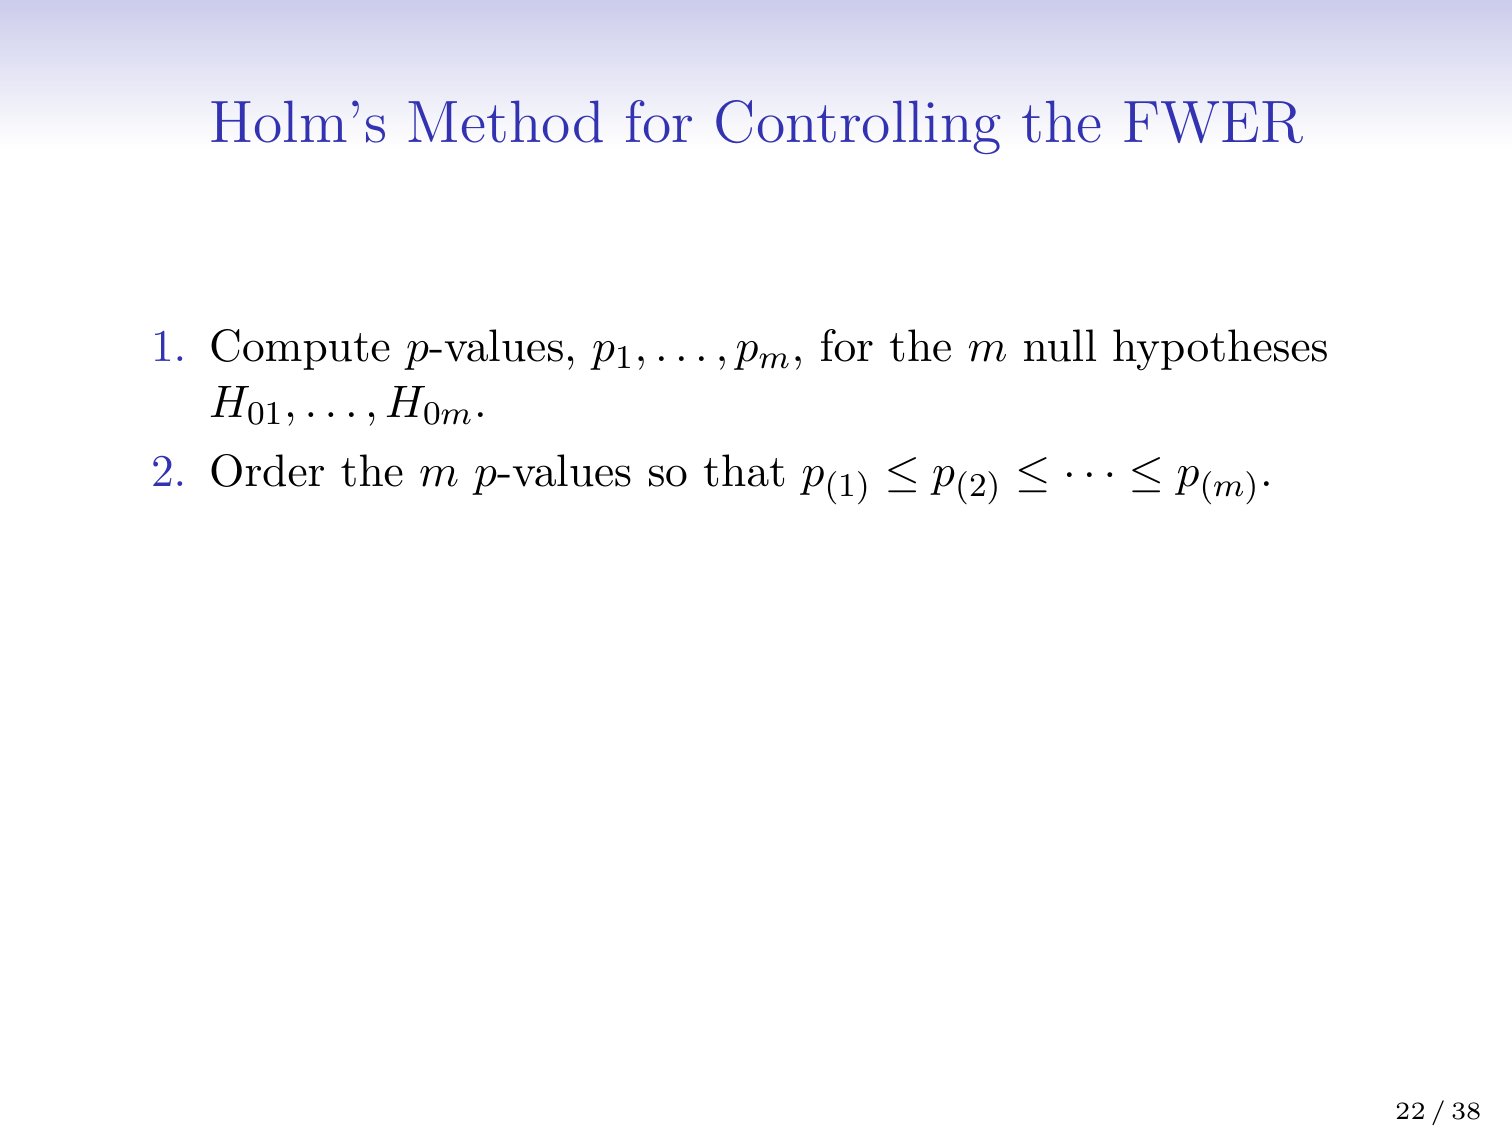 Holm's Method for Controlling the FWER
1. Compute p-values, p₁, . . . , pₘ, for the m null hypotheses
H₀₁, . . . , H₀ₘ.
2. Order the m p-values so that p₍₁₎ ≤ p₍₂₎ ≤ · · · ≤ p₍ₘ₎.
22 / 38